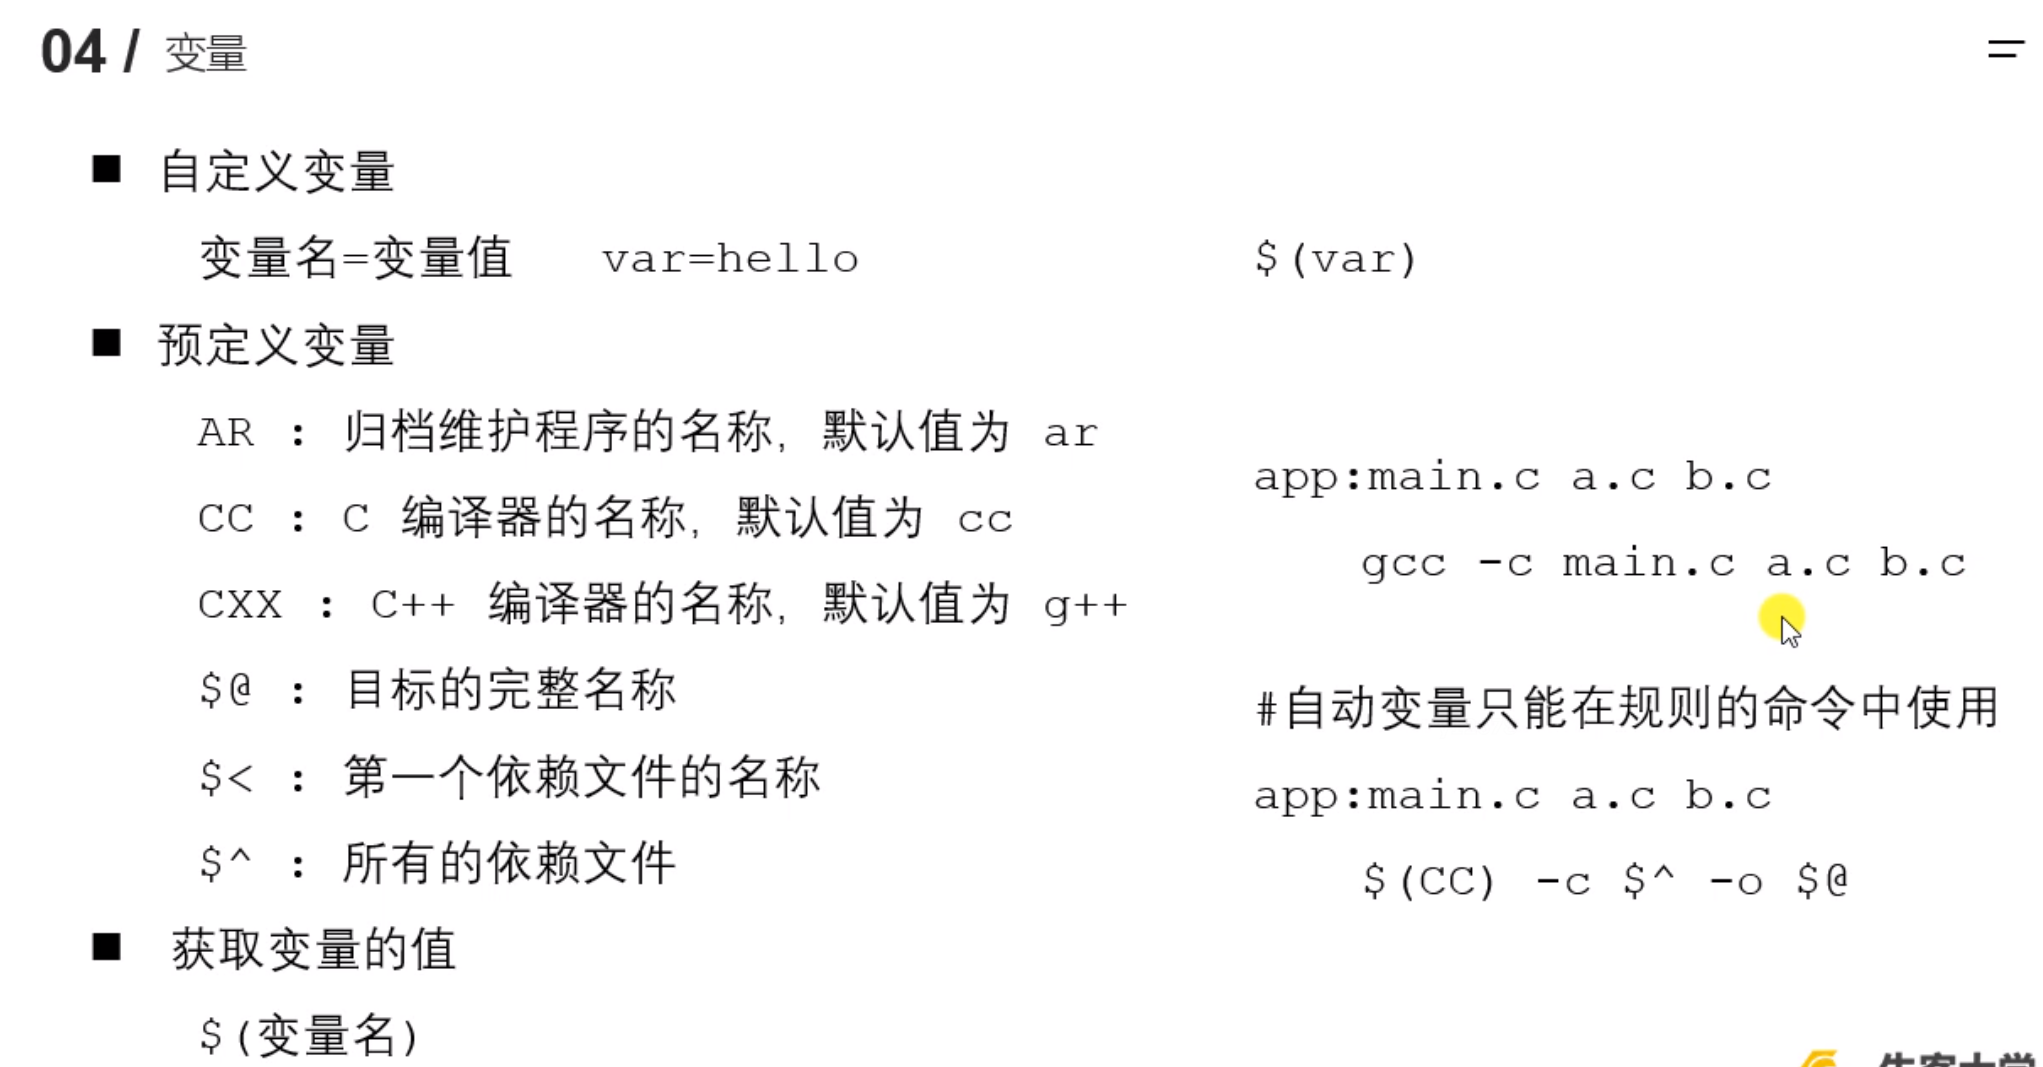 04 / 变量
■ 自定义变量
变量名=变量值 var=hello
$(var)
■ 预定义变量
AR : 归档维护程序的名称, 默认值为 ar
CC : C 编译器的名称, 默认值为 cc
CXX : C++ 编译器的名称, 默认值为 g++
$@ : 目标的完整名称
$< : 第一个依赖文件的名称
$^ : 所有的依赖文件
■ 获取变量的值
$(变量名)
app:main.c a.c b.c
gcc -c main.c a.c b.c
#自动变量只能在规则的命令中使用
app:main.c a.c b.c
$(CC) -c $^ -o $@